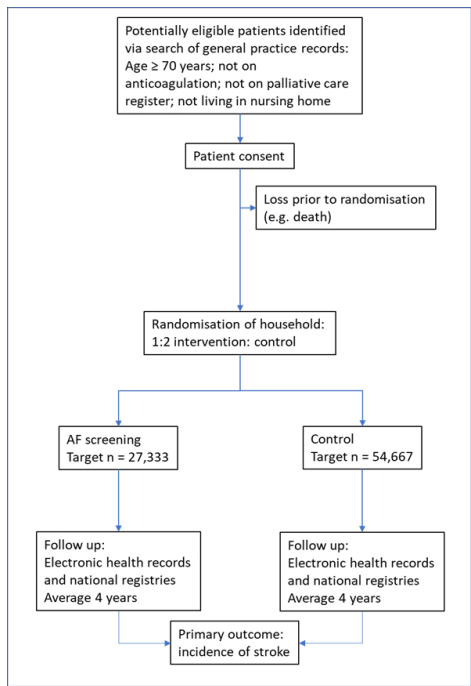 Potentially eligible patients identified
via search of general practice records:
Age ≥ 70 years; not on
anticoagulation; not on palliative care
register; not living in nursing home
Patient consent
Loss prior to randomisation
(e.g. death)
Randomisation of household:
1:2 intervention: control
AF screening
Target n = 27,333
Control
Target n = 54,667
Follow up:
Electronic health records
and national registries
Average 4 years
Follow up:
Electronic health records
and national registries
Average 4 years
Primary outcome:
incidence of stroke